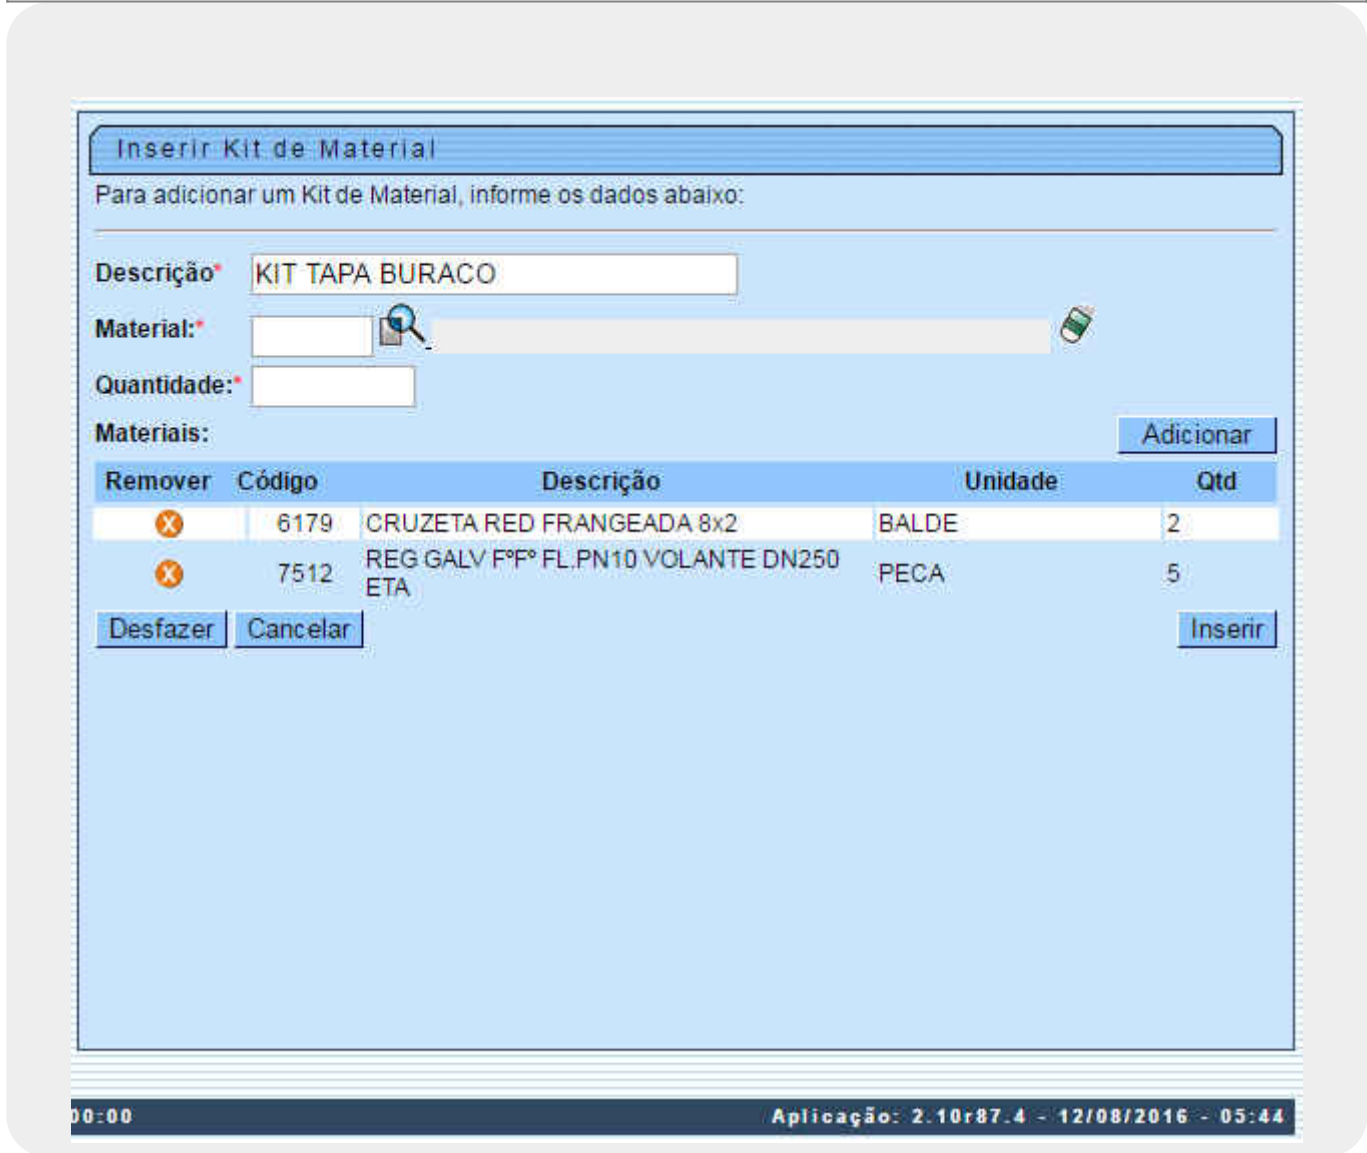 Inserir Kit de Material
Para adicionar um Kit de Material, informe os dados abaixo:
Descrição* KIT TAPA BURACO
Material:*
Quantidade:*
Materiais: Adicionar
Remover Código Descrição Unidade Qtd
6179 CRUZETA RED FRANGEADA 8x2 BALDE 2
REG GALV FºFº FL.PN10 VOLANTE DN250
7512 PECA 5
ETA
Desfazer Cancelar Inserir
00:00 Aplicação: 2.10r87.4 - 12/08/2016 - 05:44